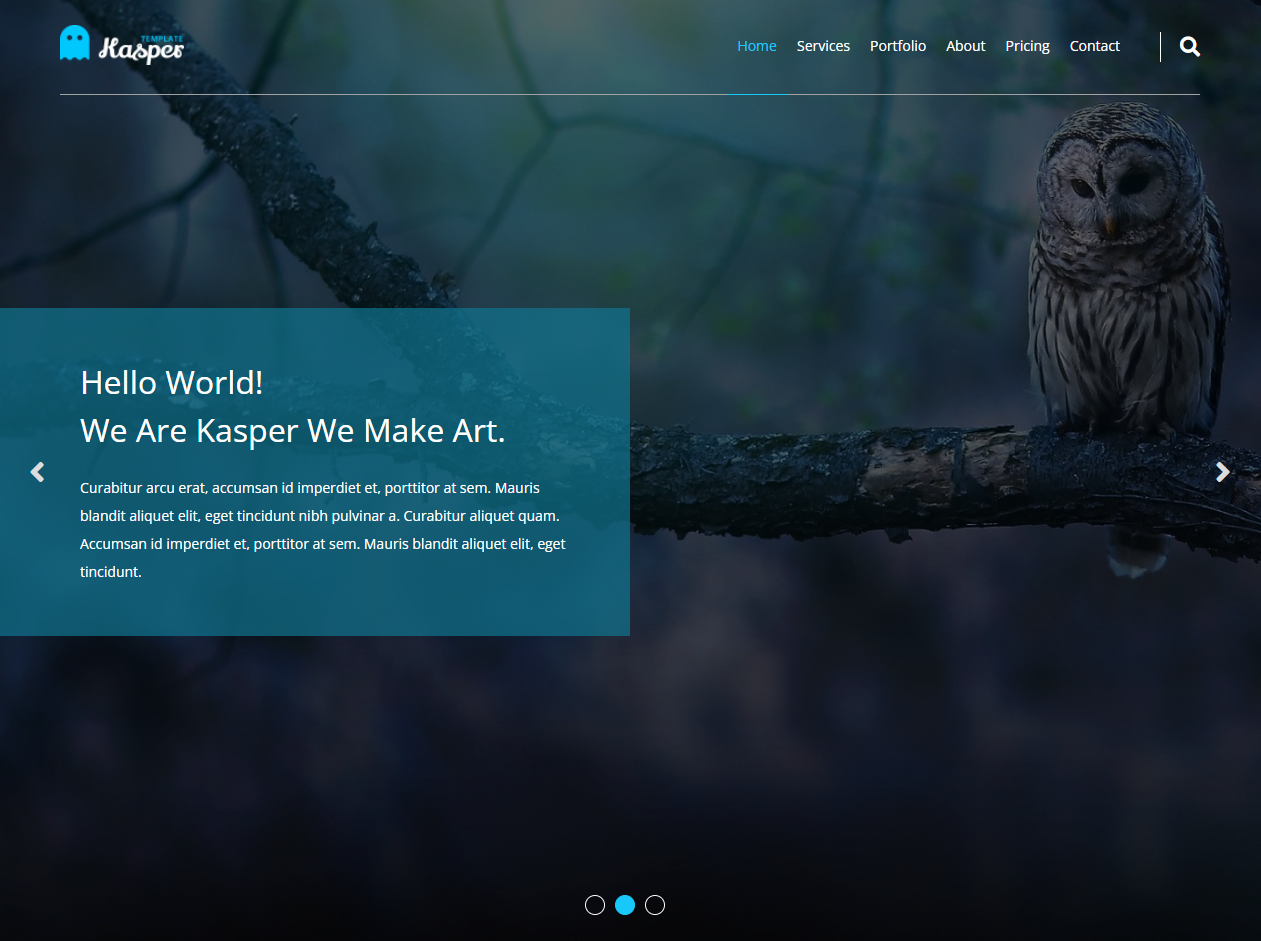 TEMPLATE
Kasper
Home Services Portfolio About Pricing Contact
Hello World!
We Are Kasper We Make Art.
Curabitur arcu erat, accumsan id imperdiet et, porttitor at sem. Mauris
blandit aliquet elit, eget tincidunt nibh pulvinar a. Curabitur aliquet quam.
Accumsan id imperdiet et, porttitor at sem. Mauris blandit aliquet elit, eget
tincidunt.